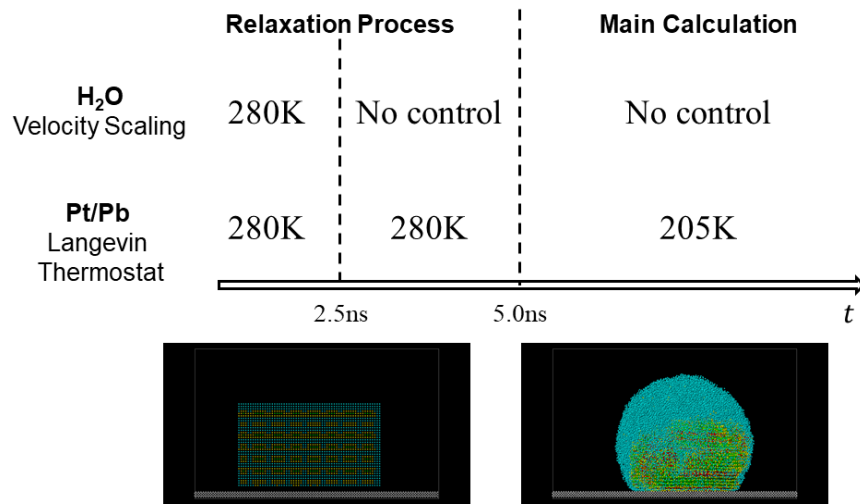 Relaxation Process
Main Calculation
H₂O
Velocity Scaling
280K
No control
No control
Pt/Pb
Langevin
Thermostat
280K
280K
205K
2.5ns
5.0ns
t